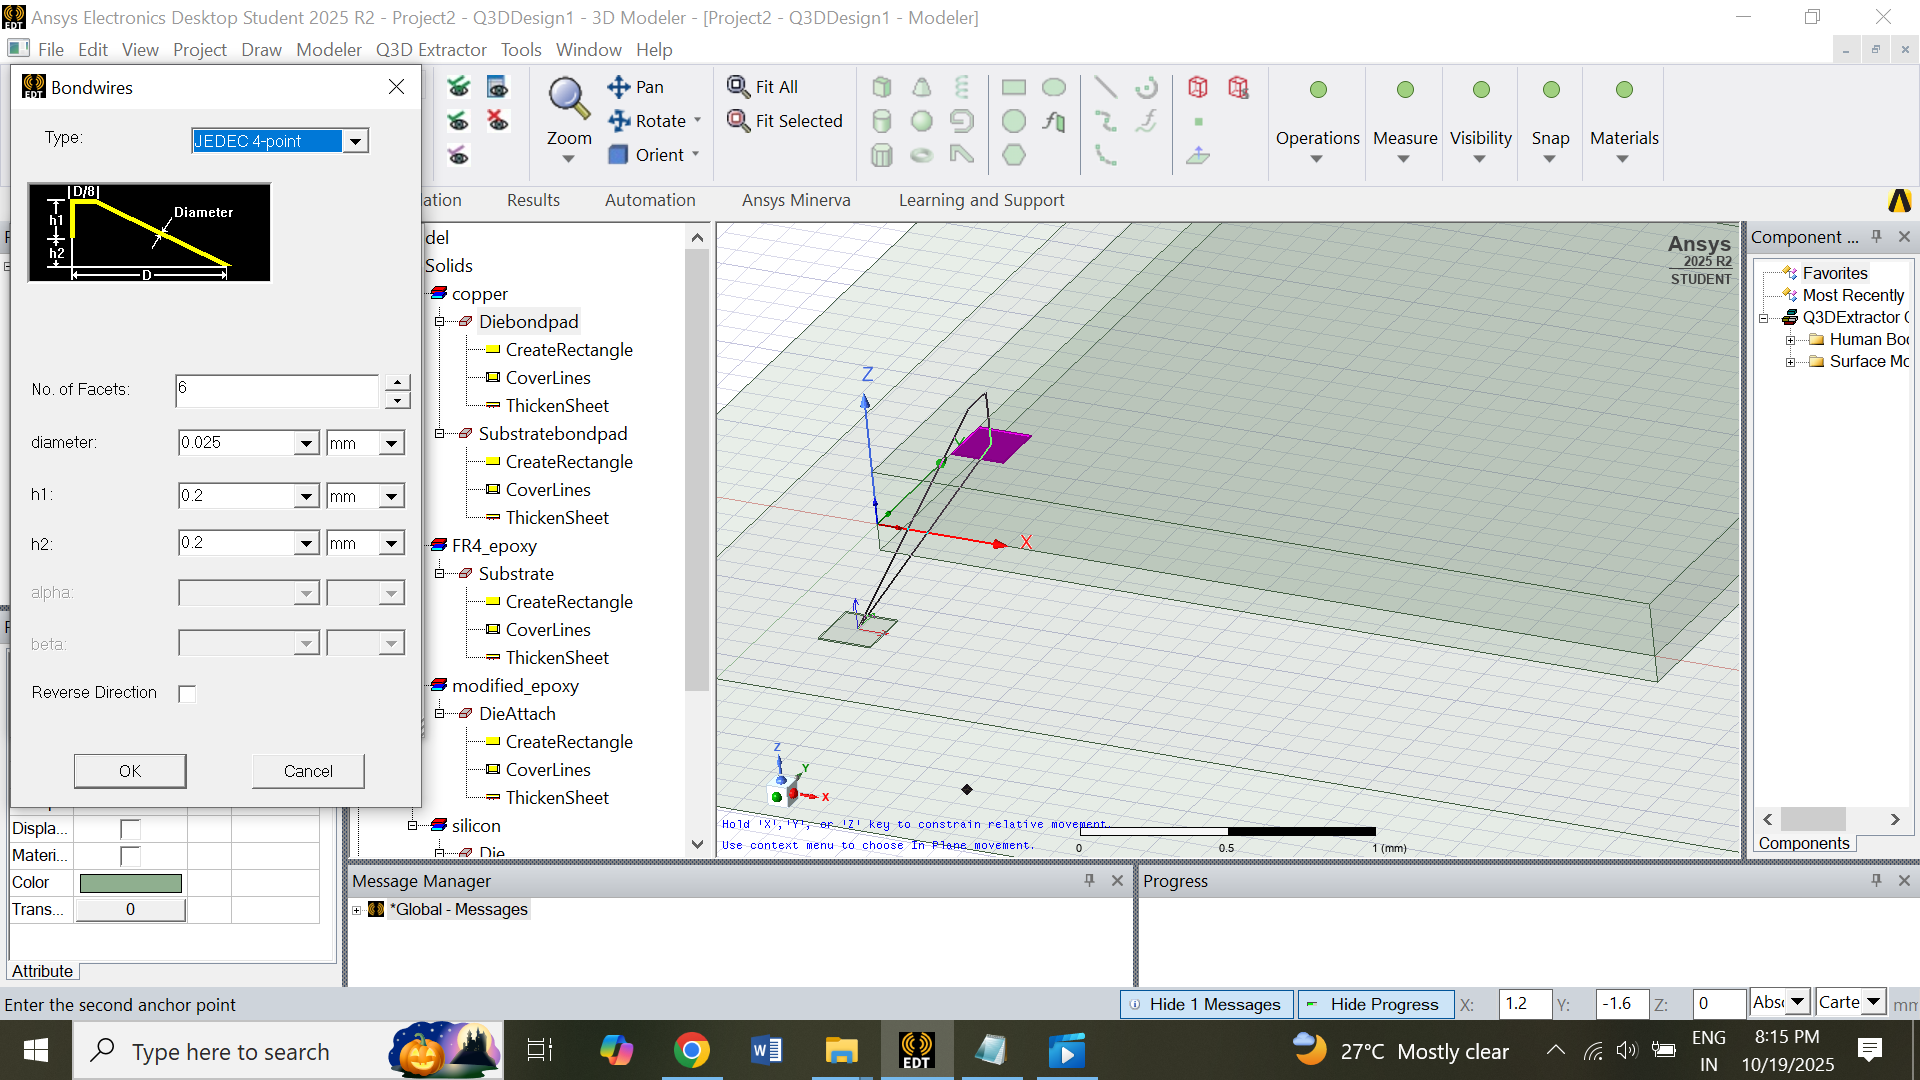 Ansys Electronics Desktop Student 2025 R2 - Project2 - Q3DDesign1 - 3D Modeler - [Project2 - Q3DDesign1 - Modeler]
File Edit View Project Draw Modeler Q3D Extractor Tools Window Help
Bondwires
Type:
JEDEC 4-point
D/8
h1
h2
Diameter
D
No. of Facets:
6
diameter:
0.025
mm
h1:
0.2
mm
h2:
0.2
mm
alpha:
beta:
Reverse Direction
OK
Cancel
Zoom
Pan
Rotate
Orient
Fit All
Fit Selected
Operations
Measure
Visibility
Snap
Materials
lation
Results
Automation
Ansys Minerva
Learning and Support
del
Solids
copper
Diebondpad
CreateRectangle
CoverLines
ThickenSheet
Substratebondpad
CreateRectangle
CoverLines
ThickenSheet
FR4_epoxy
Substrate
CreateRectangle
CoverLines
ThickenSheet
modified_epoxy
DieAttach
CreateRectangle
CoverLines
ThickenSheet
silicon
Die
Ansys
2025 R2
STUDENT
Z
Y
X
Z
Y
X
Hold 'X','Y', or 'Z' key to constrain relative movement.
Use context menu to choose In Plane movement.
0
0.5
1 (mm)
Component ...
Favorites
Most Recently
Q3DExtractor
Human Bo
Surface Mo
Components
Displa...
Materi...
Color
Trans...
0
Attribute
Message Manager
*Global - Messages
Progress
Enter the second anchor point
Hide 1 Messages
Hide Progress
X:
1.2
Y:
-1.6
Z:
0
Abs
Carte
mm
Type here to search
EDT
27°C Mostly clear
ENG
IN
8:15 PM
10/19/2025